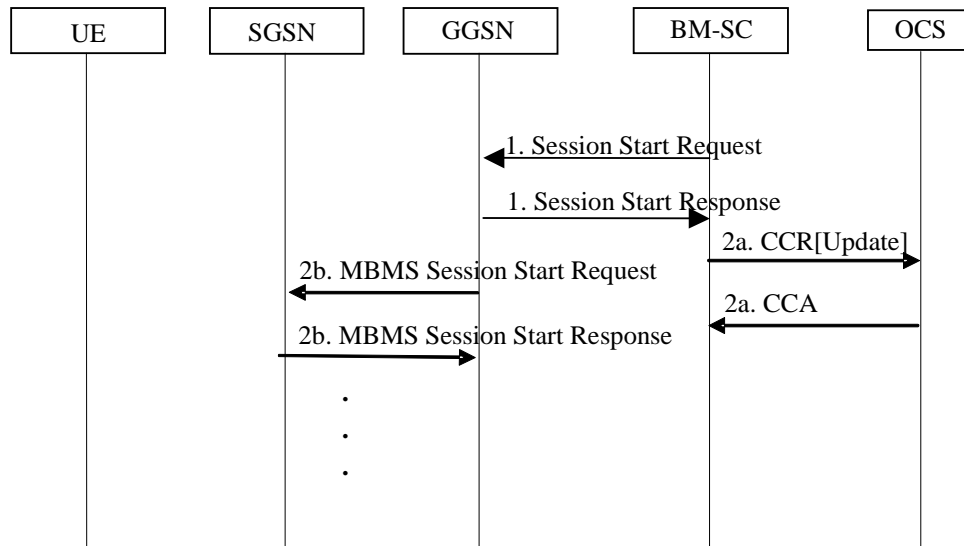 UE
SGSN
GGSN
BM-SC
OCS
1. Session Start Request
1. Session Start Response
2a. CCR[Update]
2b. MBMS Session Start Request
2a. CCA
2b. MBMS Session Start Response
.
.
.